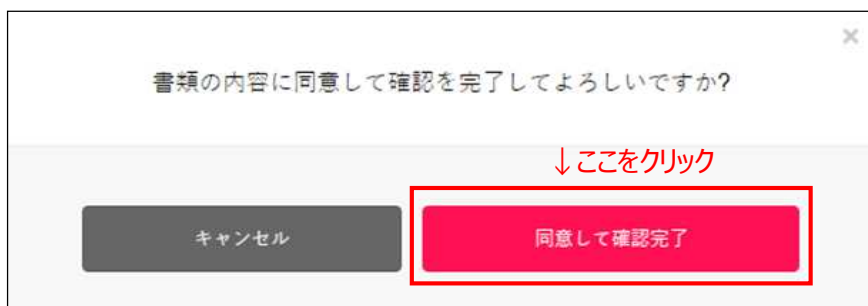 ×
書類の内容に同意して確認を完了してよろしいですか?
↓ここをクリック
キャンセル
同意して確認完了